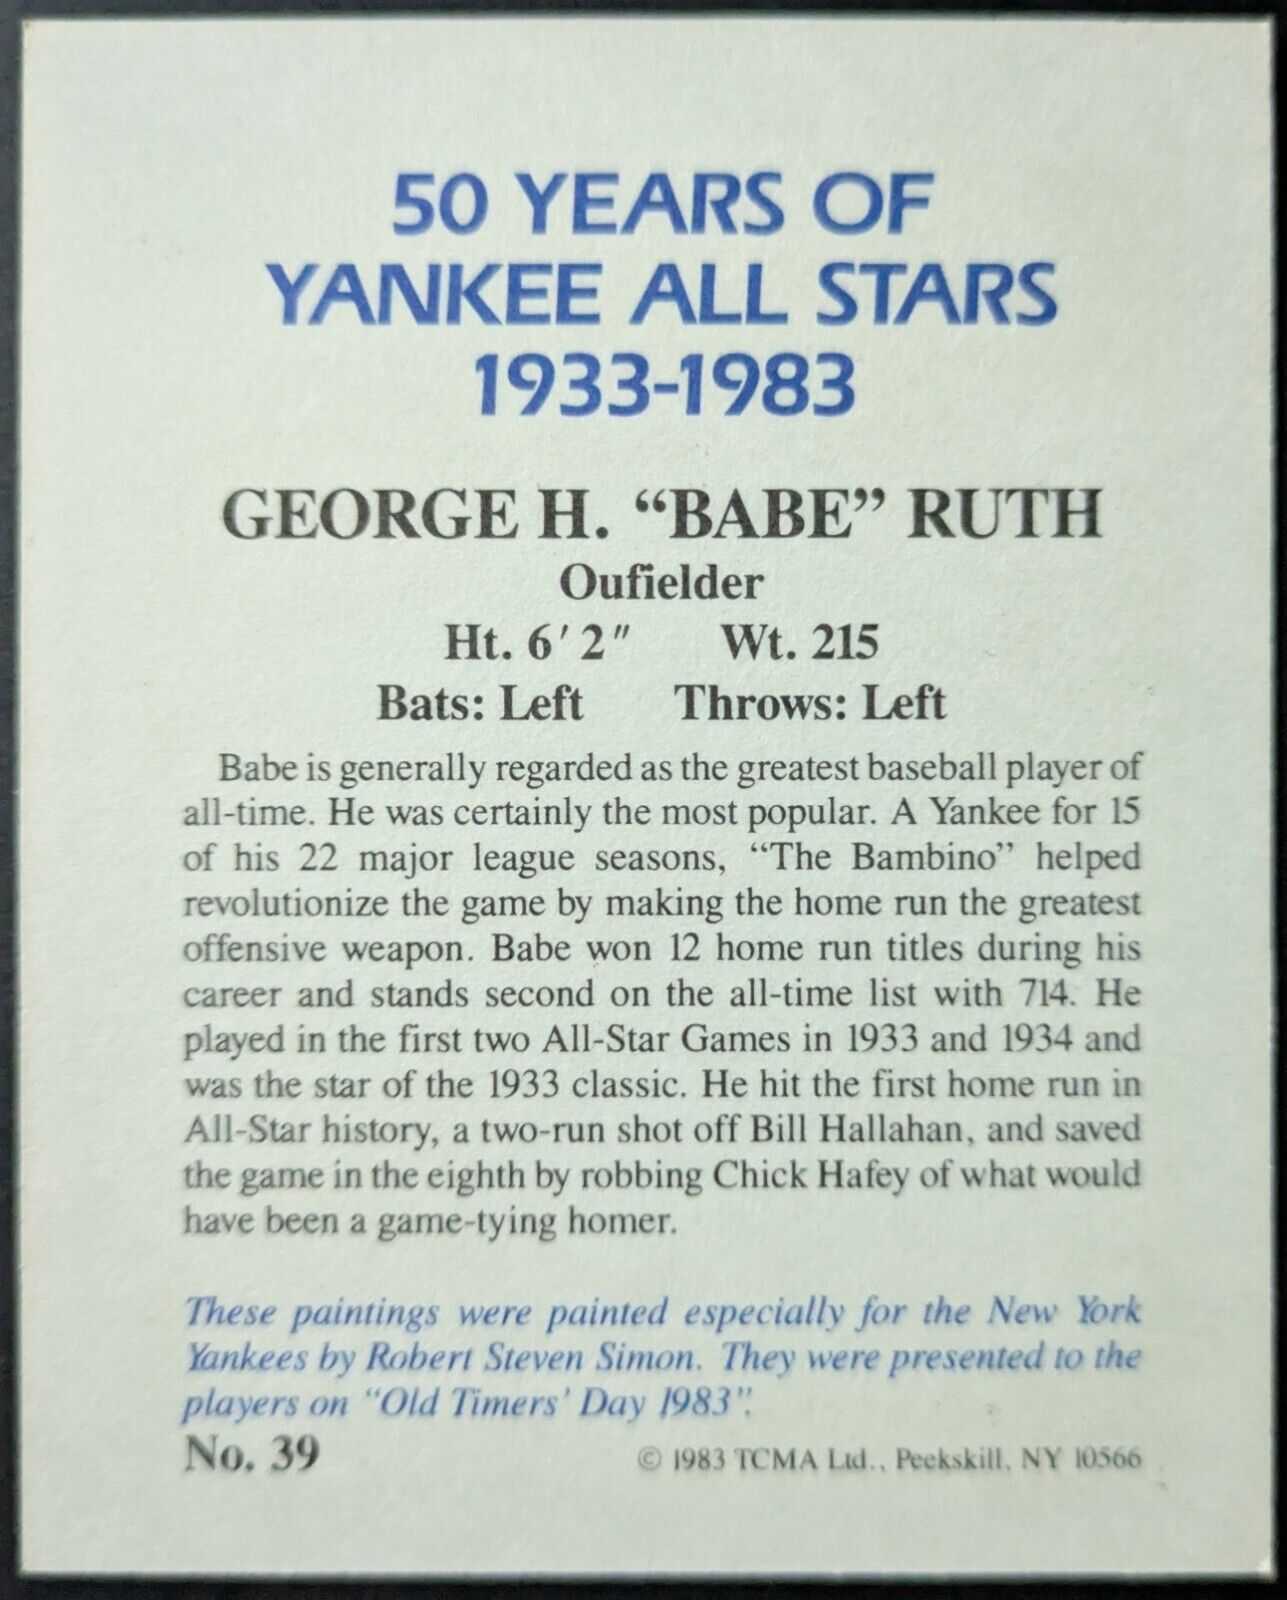 50 YEARS OF
YANKEE ALL STARS
1933-1983
GEORGE H. “BABE” RUTH
Oufielder
Ht. 6′ 2″ Wt. 215
Bats: Left Throws: Left
Babe is generally regarded as the greatest baseball player of
all-time. He was certainly the most popular. A Yankee for 15
of his 22 major league seasons, “The Bambino” helped
revolutionize the game by making the home run the greatest
offensive weapon. Babe won 12 home run titles during his
career and stands second on the all-time list with 714. He
played in the first two All-Star Games in 1933 and 1934 and
was the star of the 1933 classic. He hit the first home run in
All-Star history, a two-run shot off Bill Hallahan, and saved
the game in the eighth by robbing Chick Hafey of what would
have been a game-tying homer.
These paintings were painted especially for the New York
Yankees by Robert Steven Simon. They were presented to the
players on “Old Timers’ Day 1983”.
No. 39 © 1983 TCMA Ltd., Peekskill, NY 10566